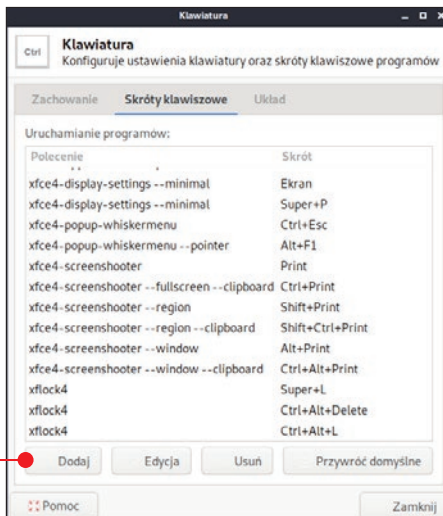 Klawiatura
Ctrl
Klawiatura
Konfiguruje ustawienia klawiatury oraz skróty klawiszowe programów
Zachowanie Skróty klawiszowe Układ
Uruchamianie programów:
Polecenie Skrót
xfce4-display-settings --minimal Ekran
xfce4-display-settings --minimal Super+P
xfce4-popup-whiskermenu Ctrl+Esc
xfce4-popup-whiskermenu --pointer Alt+F1
xfce4-screenshooter Print
xfce4-screenshooter --fullscreen --clipboard Ctrl+Print
xfce4-screenshooter --region Shift+Print
xfce4-screenshooter --region --clipboard Shift+Ctrl+Print
xfce4-screenshooter --window Alt+Print
xfce4-screenshooter --window --clipboard Ctrl+Alt+Print
xflock4 Super+L
xflock4 Ctrl+Alt+Delete
xflock4 Ctrl+Alt+L
Dodaj Edycja Usuń Przywróć domyślne
Pomoc Zamknij